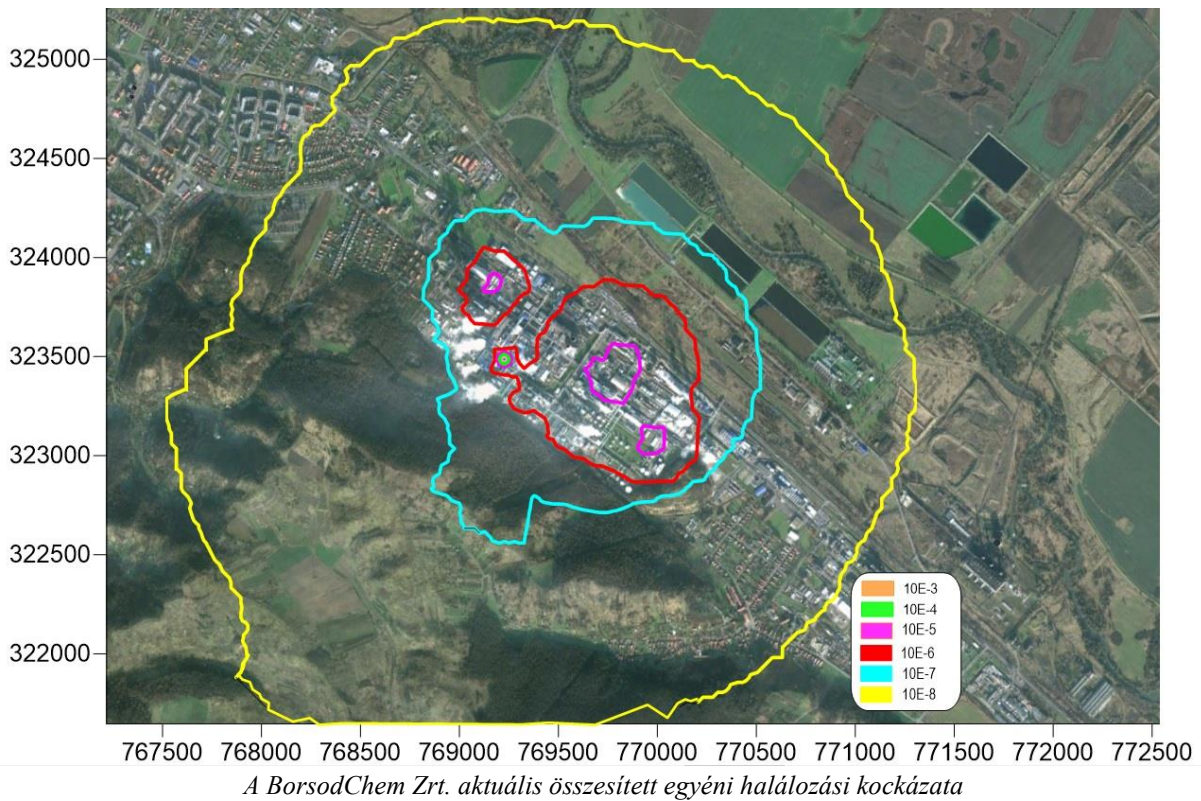 325000
324500
324000
323500
323000
322500
322000
10E-3
10E-4
10E-5
10E-6
10E-7
10E-8
767500 768000 768500 769000 769500 770000 770500 771000 771500 772000 772500
A BorsodChem Zrt. aktuális összesített egyéni halálozási kockázata